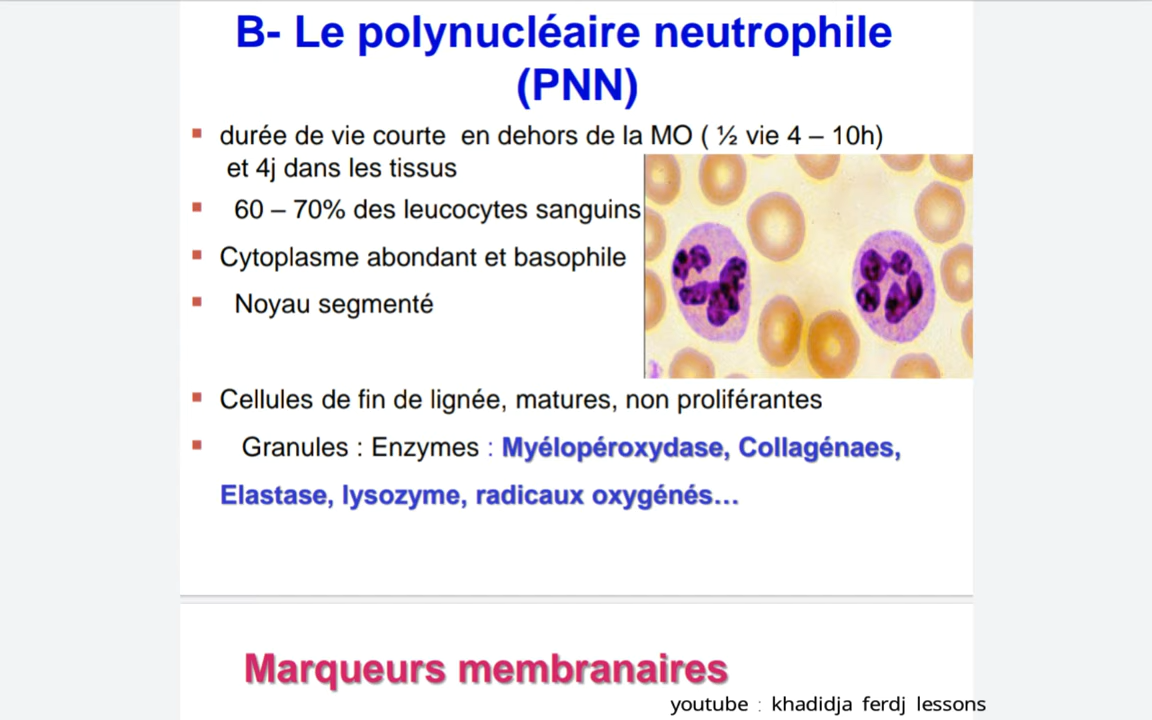 B- Le polynucléaire neutrophile
(PNN)
▪ durée de vie courte en dehors de la MO ( ½ vie 4 – 10h)
et 4j dans les tissus
▪ 60 – 70% des leucocytes sanguins
▪ Cytoplasme abondant et basophile
▪ Noyau segmenté
▪ Cellules de fin de lignée, matures, non proliférantes
▪ Granules : Enzymes : Myélopéroxydase, Collagénaes,
Elastase, lysozyme, radicaux oxygénés...
Marqueurs membranaires
youtube : khadidja ferdj lessons